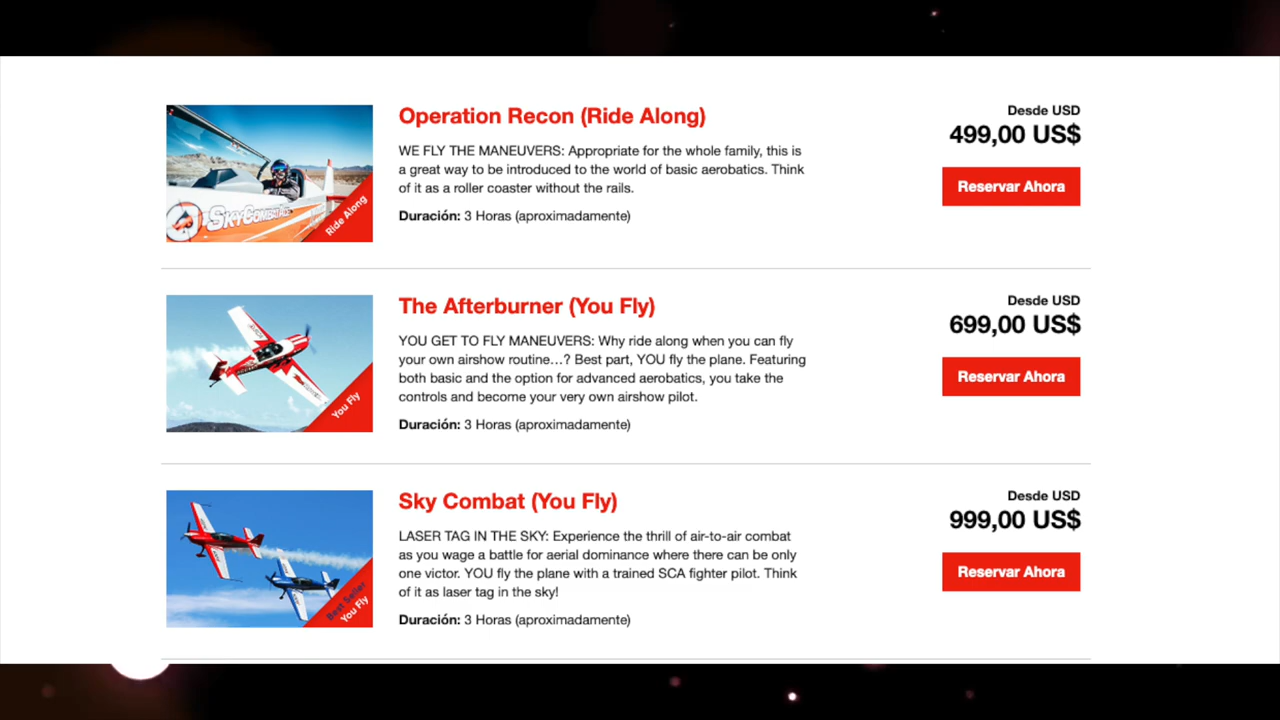 Operation Recon (Ride Along)
WE FLY THE MANEUVERS: Appropriate for the whole family, this is
a great way to be introduced to the world of basic aerobatics. Think
of it as a roller coaster without the rails.
Duración: 3 Horas (aproximadamente)
Desde USD
499,00 US$
Reservar Ahora
Ride Along
The Afterburner (You Fly)
YOU GET TO FLY MANEUVERS: Why ride along when you can fly
your own airshow routine…? Best part, YOU fly the plane. Featuring
both basic and the option for advanced aerobatics, you take the
controls and become your very own airshow pilot.
Duración: 3 Horas (aproximadamente)
Desde USD
699,00 US$
Reservar Ahora
You Fly
Sky Combat (You Fly)
LASER TAG IN THE SKY: Experience the thrill of air-to-air combat
as you wage a battle for aerial dominance where there can be only
one victor. YOU fly the plane with a trained SCA fighter pilot. Think
of it as laser tag in the sky!
Duración: 3 Horas (aproximadamente)
Desde USD
999,00 US$
Reservar Ahora
Best Seller
You Fly